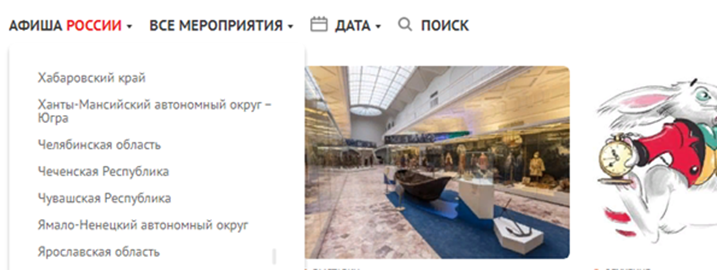 АФИША РОССИИ ВСЕ МЕРОПРИЯТИЯ ДАТА ПОИСК
Хабаровский край
Ханты-Мансийский автономный округ –
Югра
Челябинская область
Чеченская Республика
Чувашская Республика
Ямало-Ненецкий автономный округ
Ярославская область